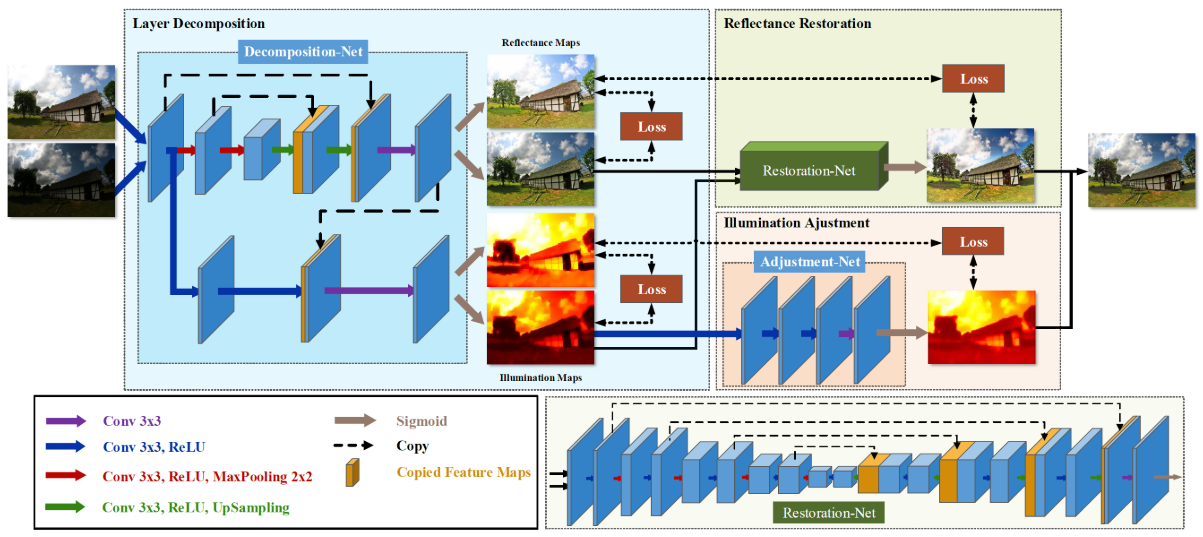 Layer Decomposition
Reflectance Restoration
Decomposition-Net
Reflectance Maps
Loss
Loss
Restoration-Net
Illumination Ajustment
Loss
Adjustment-Net
Loss
Illumination Maps
Conv 3x3
Sigmoid
Conv 3x3, ReLU
Copy
Conv 3x3, ReLU, MaxPooling 2x2
Copied Feature Maps
Conv 3x3, ReLU, UpSampling
Restoration-Net